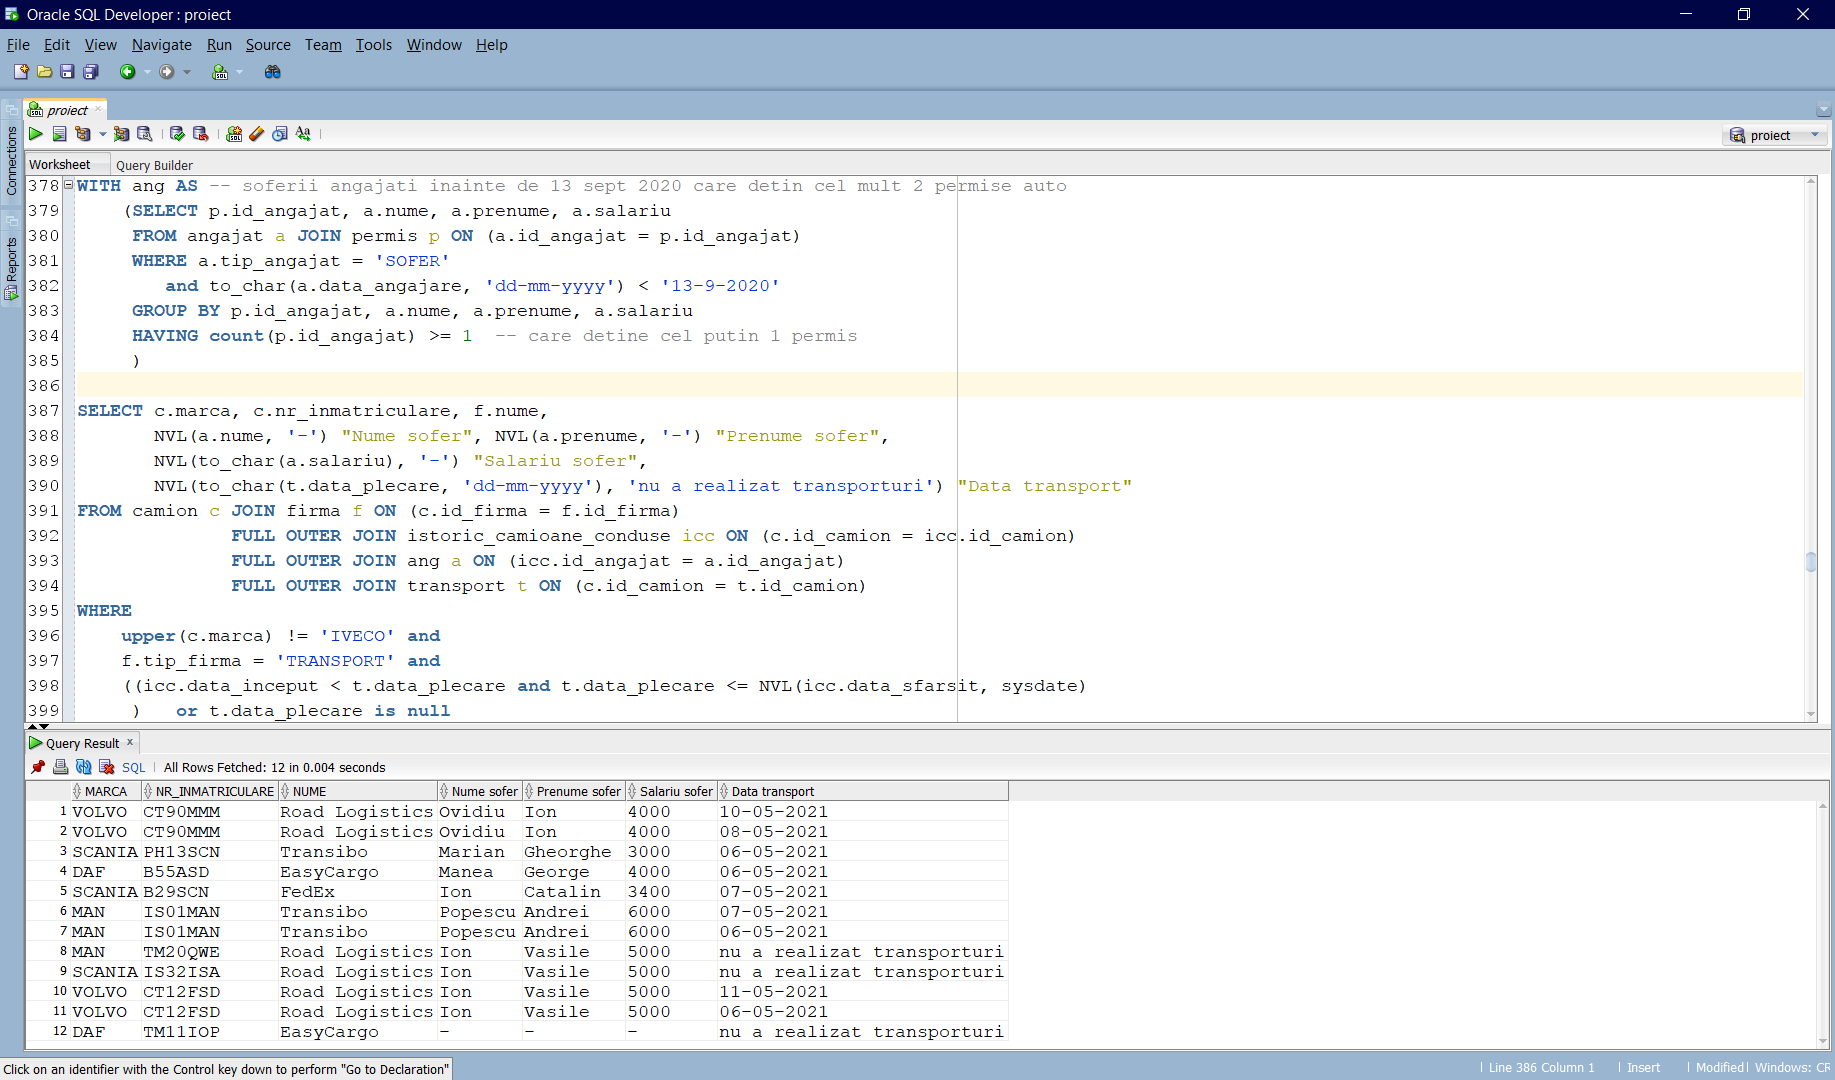 Oracle SQL Developer : proiect
File Edit View Navigate Run Source Team Tools Window Help
proiect
proiect
Connections
Reports
Worksheet Query Builder
378 WITH ang AS -- soferii angajati inainte de 13 sept 2020 care detin cel mult 2 permise auto
379 (SELECT p.id_angajat, a.nume, a.prenume, a.salariu
380 FROM angajat a JOIN permis p ON (a.id_angajat = p.id_angajat)
381 WHERE a.tip_angajat = 'SOFER'
382 and to_char(a.data_angajare, 'dd-mm-yyyy') < '13-9-2020'
383 GROUP BY p.id_angajat, a.nume, a.prenume, a.salariu
384 HAVING count(p.id_angajat) >= 1 -- care detine cel putin 1 permis
385 )
386
387 SELECT c.marca, c.nr_inmatriculare, f.nume,
388 NVL(a.nume, '-') "Nume sofer", NVL(a.prenume, '-') "Prenume sofer",
389 NVL(to_char(a.salariu), '-') "Salariu sofer",
390 NVL(to_char(t.data_plecare, 'dd-mm-yyyy'), 'nu a realizat transporturi') "Data transport"
391 FROM camion c JOIN firma f ON (c.id_firma = f.id_firma)
392 FULL OUTER JOIN istoric_camioane_conduse icc ON (c.id_camion = icc.id_camion)
393 FULL OUTER JOIN ang a ON (icc.id_angajat = a.id_angajat)
394 FULL OUTER JOIN transport t ON (c.id_camion = t.id_camion)
395 WHERE
396 upper(c.marca) != 'IVECO' and
397 f.tip_firma = 'TRANSPORT' and
398 ((icc.data_inceput < t.data_plecare and t.data_plecare <= NVL(icc.data_sfarsit, sysdate)
399 ) or t.data_plecare is null
Query Result
SQL | All Rows Fetched: 12 in 0.004 seconds
MARCA NR_INMATRICULARE NUME Nume sofer Prenume sofer Salariu sofer Data transport
1 VOLVO CT90MMM Road Logistics Ovidiu Ion 4000 10-05-2021
2 VOLVO CT90MMM Road Logistics Ovidiu Ion 4000 08-05-2021
3 SCANIA PH13SCN Transibo Marian Gheorghe 3000 06-05-2021
4 DAF B55ASD EasyCargo Manea George 4000 06-05-2021
5 SCANIA B29SCN FedEx Ion Catalin 3400 07-05-2021
6 MAN IS01MAN Transibo Popescu Andrei 6000 07-05-2021
7 MAN IS01MAN Transibo Popescu Andrei 6000 06-05-2021
8 MAN TM20QWE Road Logistics Ion Vasile 5000 nu a realizat transporturi
9 SCANIA IS32ISA Road Logistics Ion Vasile 5000 nu a realizat transporturi
10 VOLVO CT12FSD Road Logistics Ion Vasile 5000 11-05-2021
11 VOLVO CT12FSD Road Logistics Ion Vasile 5000 06-05-2021
12 DAF TM11IOP EasyCargo - - - nu a realizat transporturi
Click on an identifier with the Control key down to perform "Go to Declaration"
Line 386 Column 1 | Insert | Modified | Windows: CR